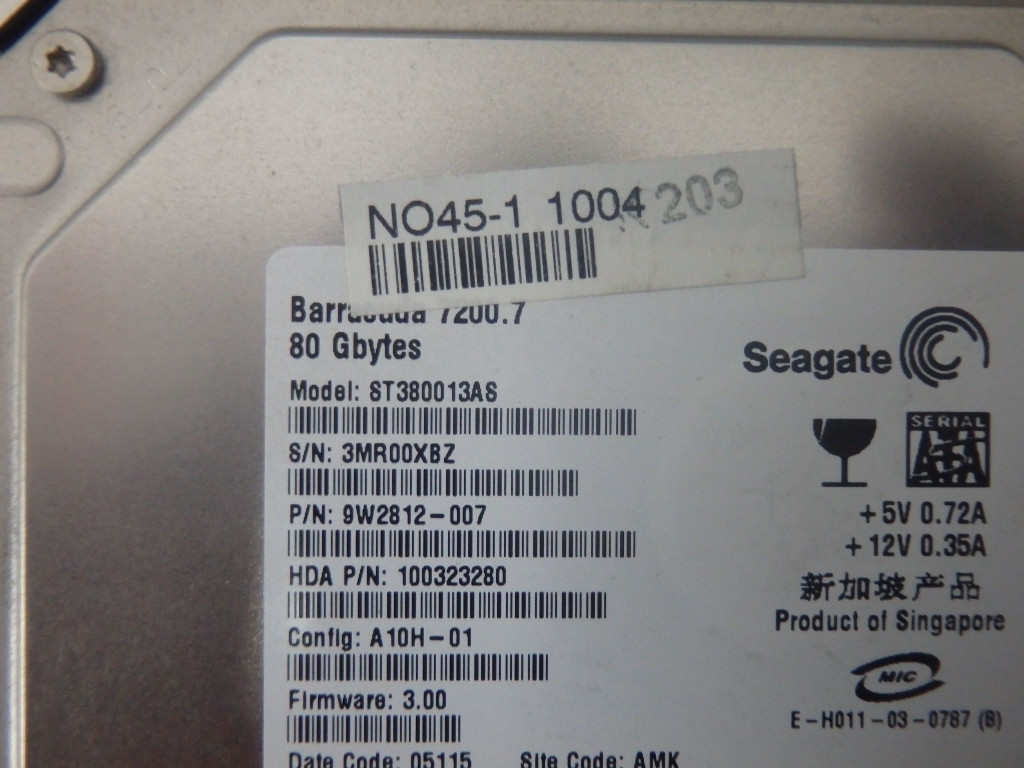 NO45-1 1004 203
Barracuda 7200.7
80 Gbytes
Seagate
Model: ST380013AS
SERIAL
ATA
S/N: 3MR00XBZ
P/N: 9W2812-007
+5V 0.72A
+12V 0.35A
HDA P/N: 100323280
新加坡产品
Product of Singapore
Config: A10H-01
MIC
Firmware: 3.00
E-H011-03-0787 (B)
Date Code: 05115 Site Code: AMK